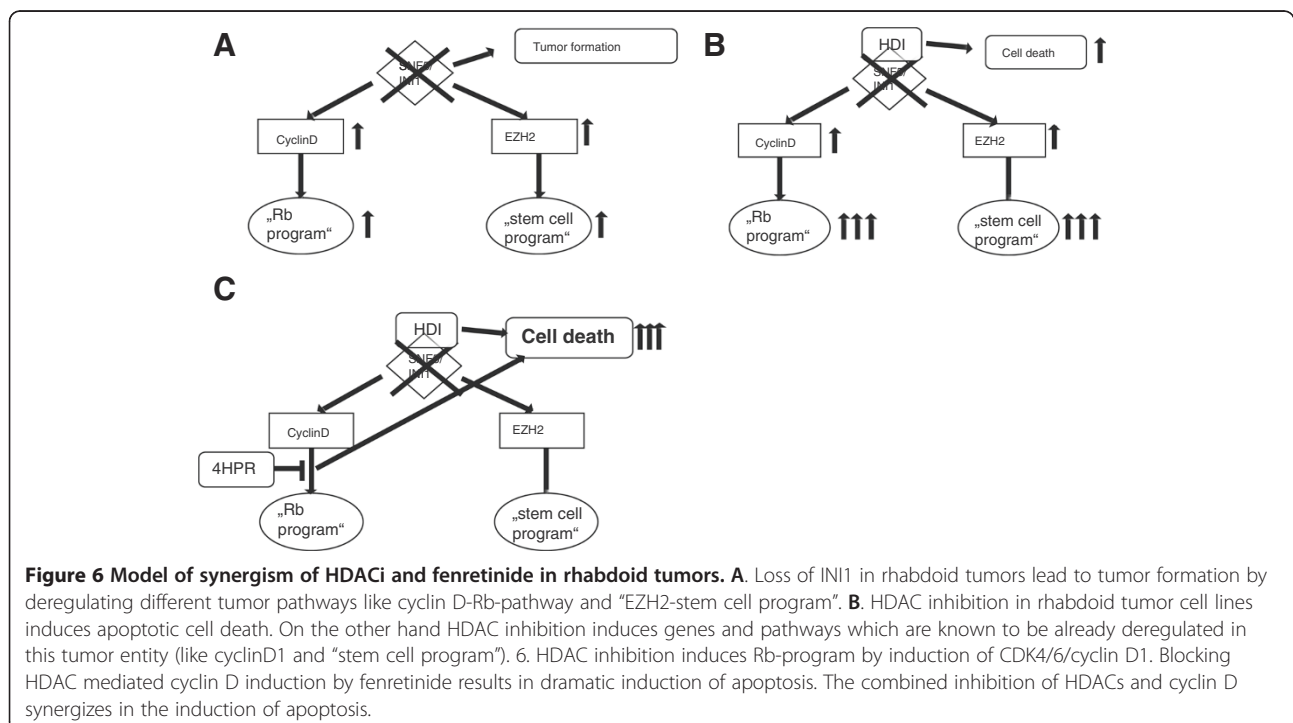 A
SNF5/
INI1
Tumor formation
CyclinD
EZH2
„Rb
program“
„stem cell
program“
B
HDI
SNF5/
INI1
Cell death
CyclinD
EZH2
„Rb
program“
„stem cell
program“
C
HDI
SNF5/
INI1
Cell death
CyclinD
EZH2
4HPR
„Rb
program“
„stem cell
program“
Figure 6 Model of synergism of HDACi and fenretinide in rhabdoid tumors. A. Loss of INI1 in rhabdoid tumors lead to tumor formation by
deregulating different tumor pathways like cyclin D-Rb-pathway and “EZH2-stem cell program”. B. HDAC inhibition in rhabdoid tumor cell lines
induces apoptotic cell death. On the other hand HDAC inhibition induces genes and pathways which are known to be already deregulated in
this tumor entity (like cyclinD1 and “stem cell program”). 6. HDAC inhibition induces Rb-program by induction of CDK4/6/cyclin D1. Blocking
HDAC mediated cyclin D induction by fenretinide results in dramatic induction of apoptosis. The combined inhibition of HDACs and cyclin D
synergizes in the induction of apoptosis.